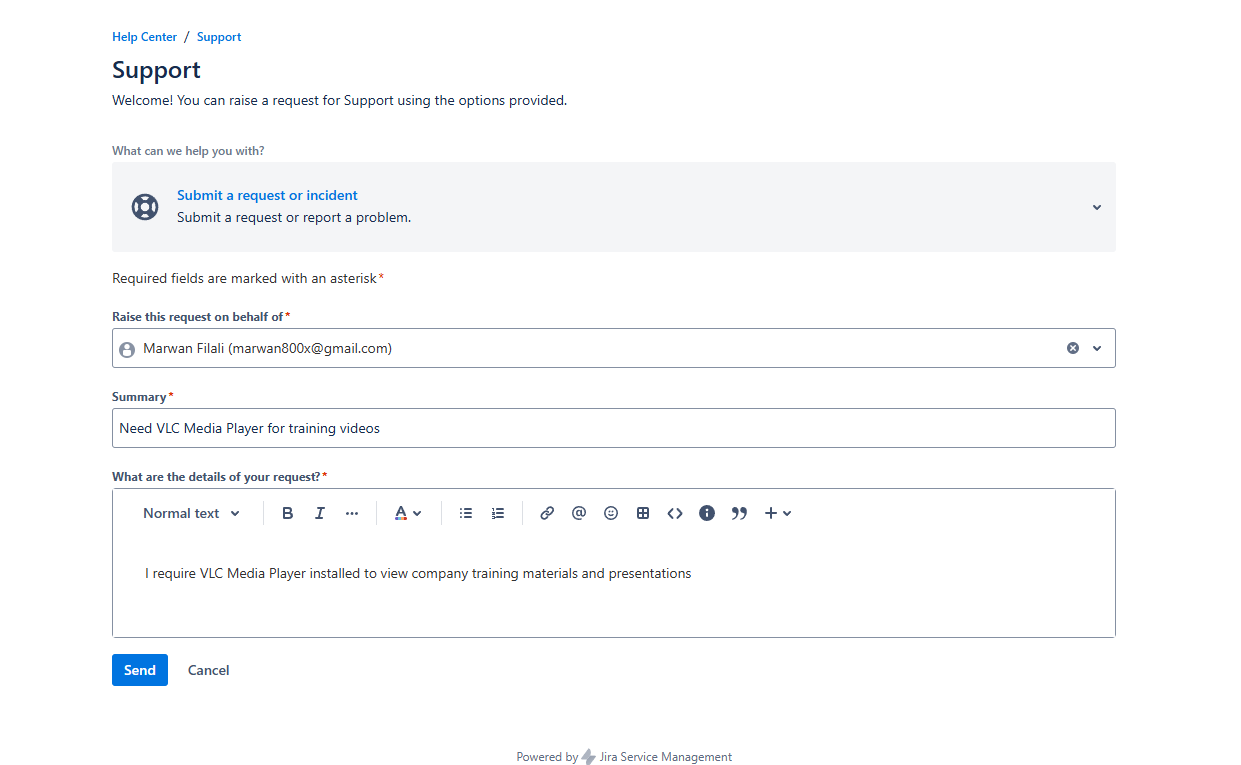 Help Center / Support
Support
Welcome! You can raise a request for Support using the options provided.
What can we help you with?
Submit a request or incident
Submit a request or report a problem.
Required fields are marked with an asterisk*
Raise this request on behalf of*
Marwan Filali (marwan800x@gmail.com)
Summary*
Need VLC Media Player for training videos
What are the details of your request?*
Normal text B I ... A @ <> ” +
I require VLC Media Player installed to view company training materials and presentations
Send Cancel
Powered by Jira Service Management